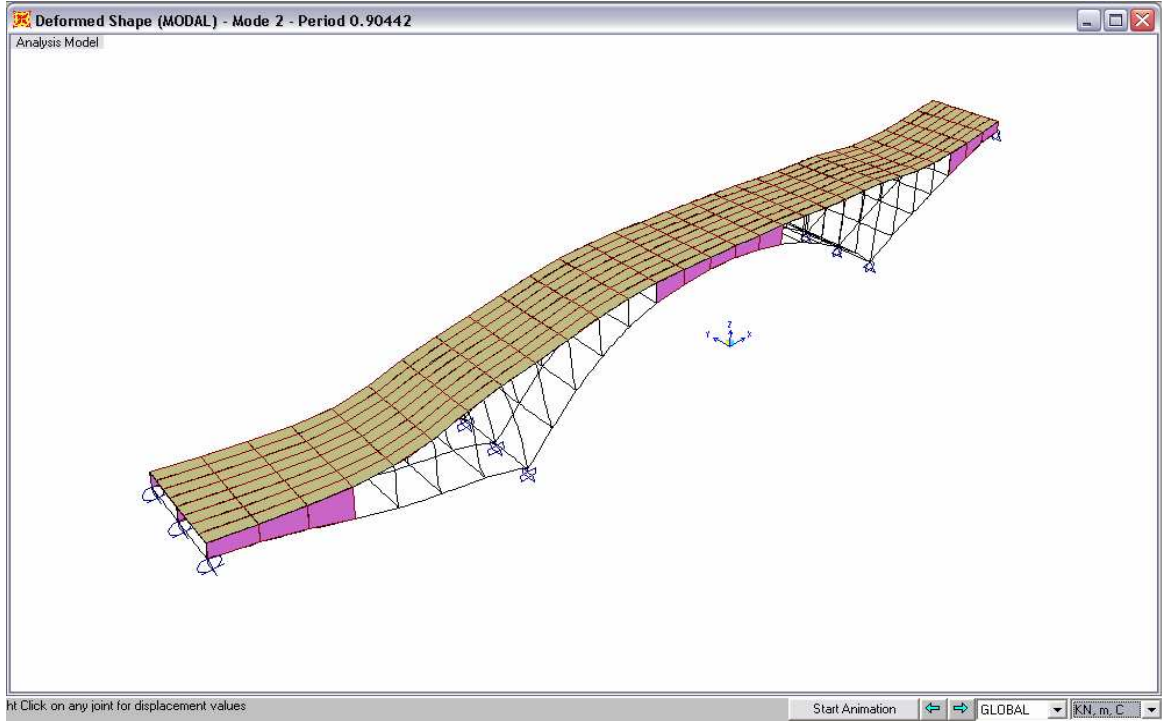 Deformed Shape (MODAL) - Mode 2 - Period 0.90442
Analysis Model
Z
Y
X
ht Click on any joint for displacement values
Start Animation
GLOBAL
KN, m, C